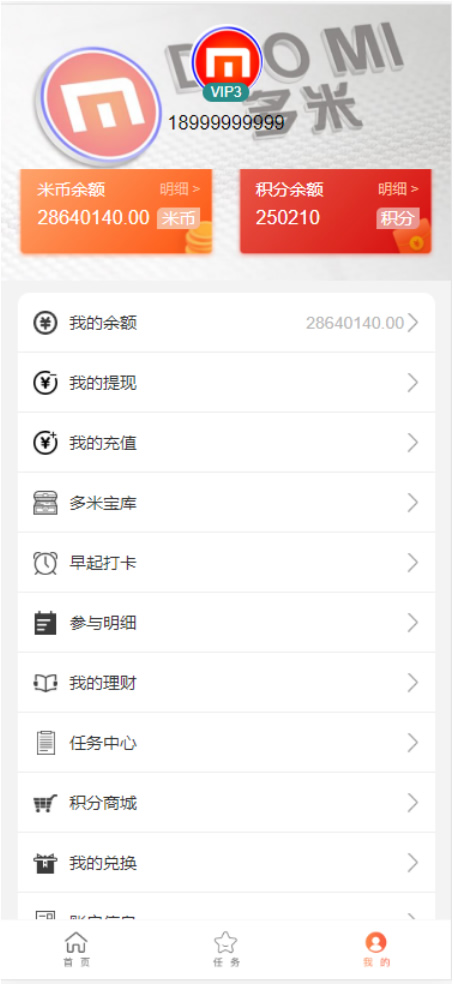 DUO MI
多米
VIP3
18999999999
米币余额 明细 >
28640140.00 米币
积分余额 明细 >
250210 积分
我的余额 28640140.00
我的提现
我的充值
多米宝库
早起打卡
参与明细
我的理财
任务中心
积分商城
我的兑换
首 页
任 务
我 的